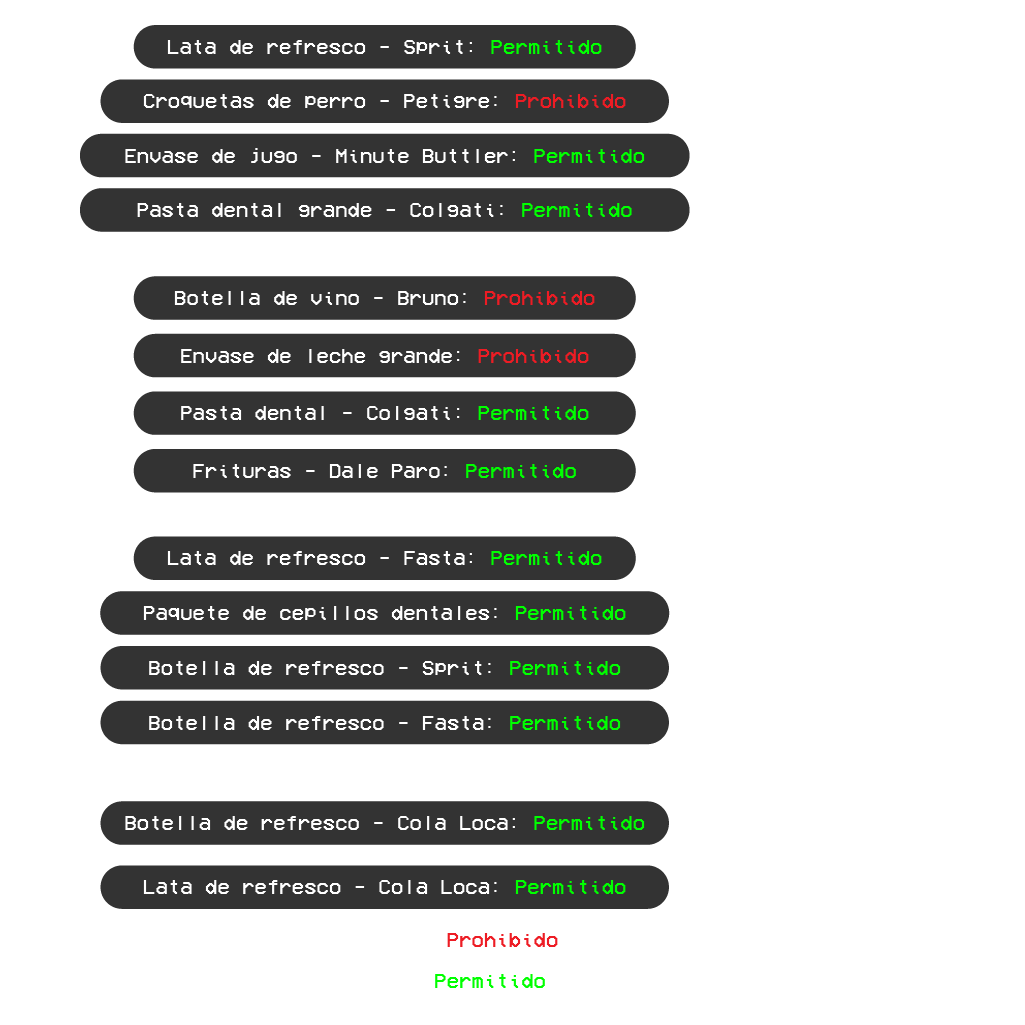 Lata de refresco - Sprit: Permitido
Croquetas de perro - Petigre: Prohibido
Envase de jugo - Minute Buttler: Permitido
Pasta dental grande - Colgati: Permitido
Botella de vino - Bruno: Prohibido
Envase de leche grande: Prohibido
Pasta dental - Colgati: Permitido
Frituras - Dale Paro: Permitido
Lata de refresco - Fasta: Permitido
Paquete de cepillos dentales: Permitido
Botella de refresco - Sprit: Permitido
Botella de refresco - Fasta: Permitido
Botella de refresco - Cola Loca: Permitido
Lata de refresco - Cola Loca: Permitido
Prohibido
Permitido